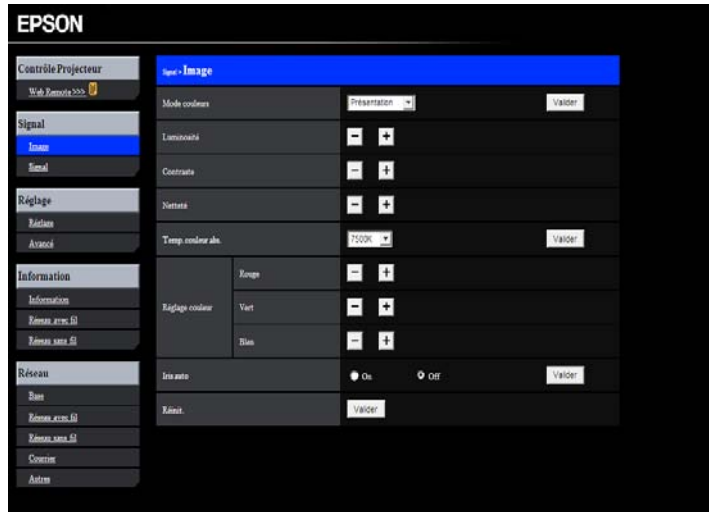 EPSON
Contrôle Projecteur
Web Remote >>>
Signal
Image
Signal
Réglage
Réglage
Avancé
Information
Information
Réseau avec fil
Réseau sans fil
Réseau
Base
Réseau avec fil
Réseau sans fil
Courrier
Autres
Signal > Image
Mode couleurs Présentation Valider
Luminosité - +
Contraste - +
Netteté - +
Temp. couleur abs. 7500K Valider
Réglage couleur
Rouge - +
Vert - +
Bleu - +
Iris auto On Off Valider
Réinit. Valider